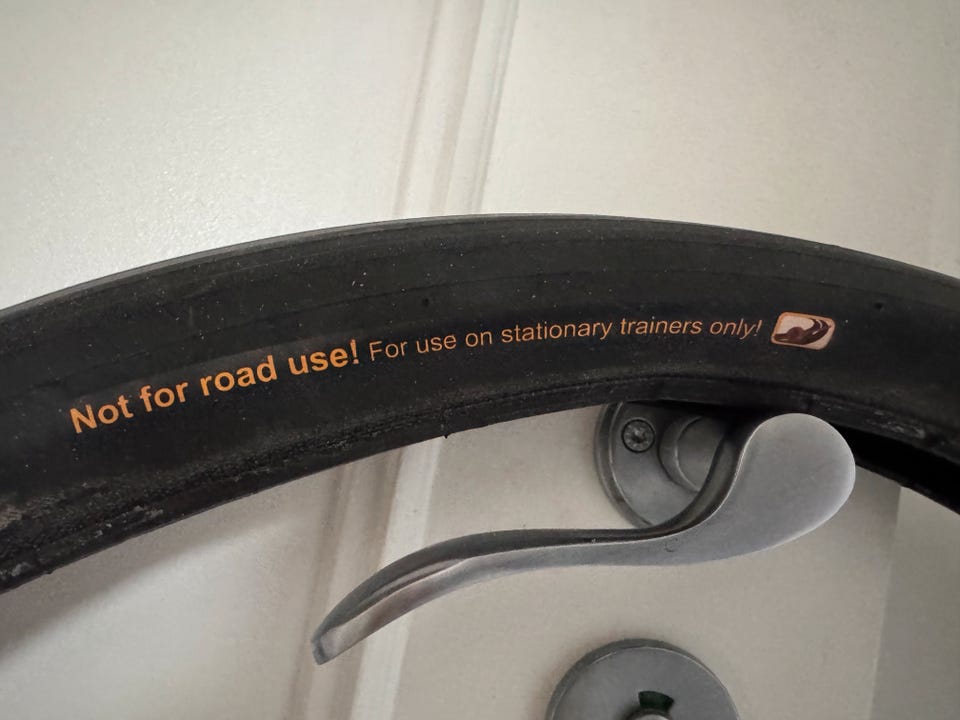 Not for road use! For use on stationary trainers only!